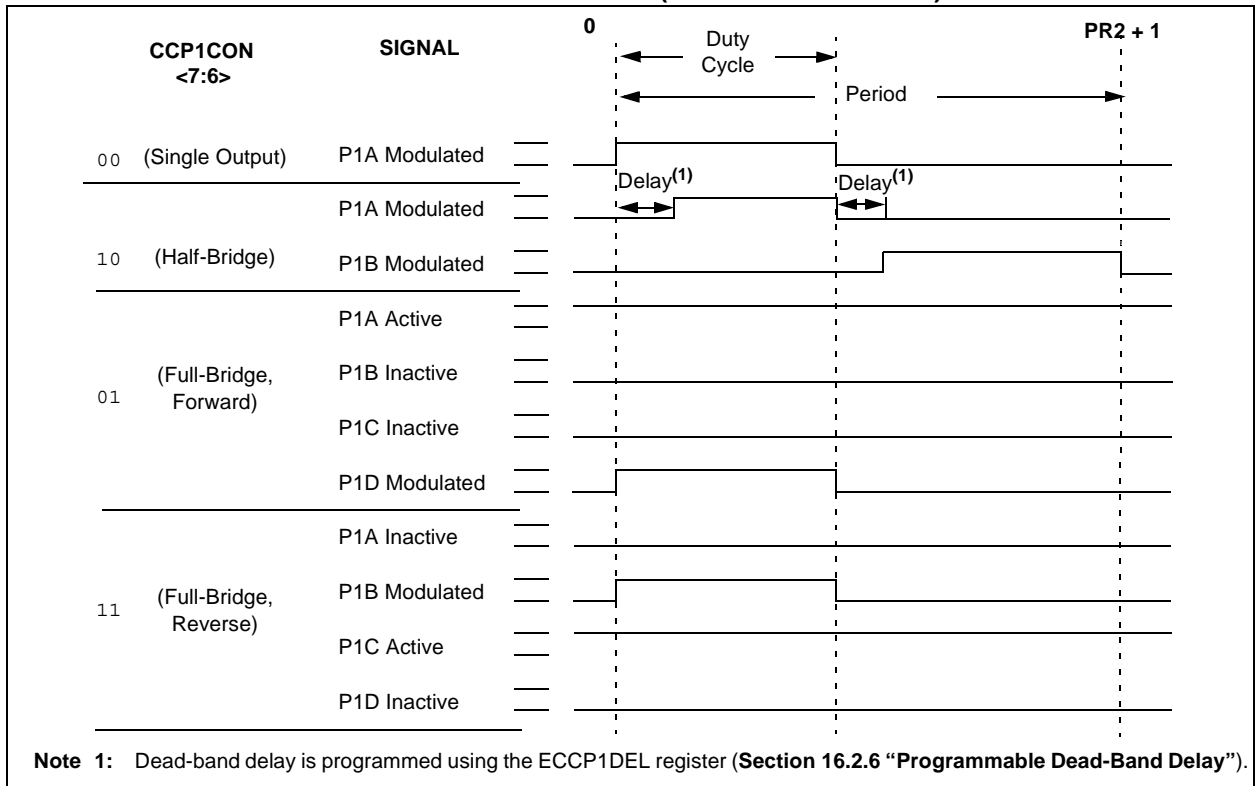 0
PR2 + 1
CCP1CON
<7:6>
SIGNAL
Duty
Cycle
Period
00 (Single Output) P1A Modulated
Delay(1)
Delay(1)
P1A Modulated
10 (Half-Bridge) P1B Modulated
P1A Active
01 (Full-Bridge,
Forward)
P1B Inactive
P1C Inactive
P1D Modulated
P1A Inactive
11 (Full-Bridge,
Reverse)
P1B Modulated
P1C Active
P1D Inactive
Note 1: Dead-band delay is programmed using the ECCP1DEL register (Section 16.2.6 “Programmable Dead-Band Delay”).